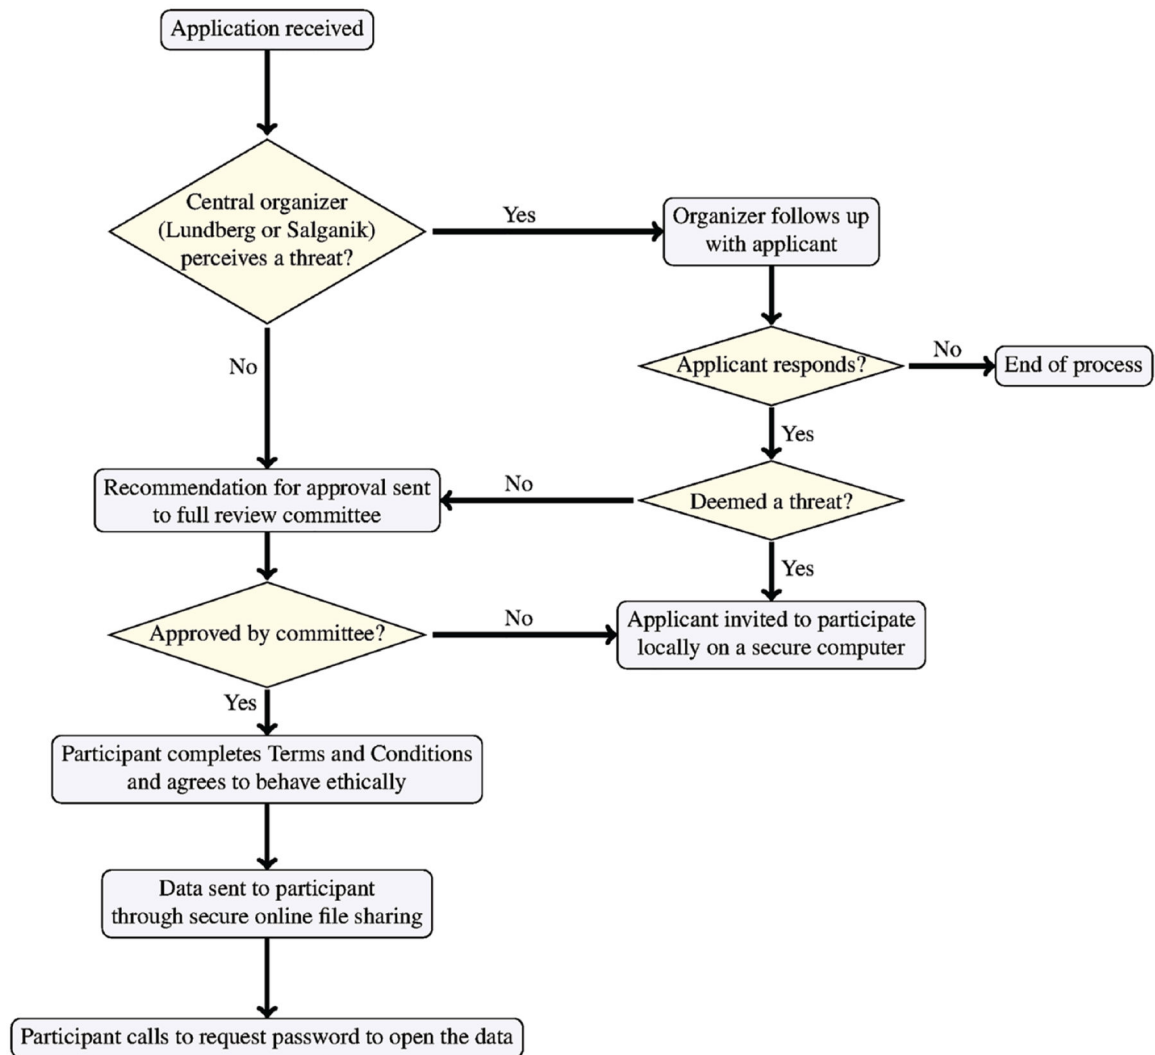 Application received
Central organizer
(Lundberg or Salganik)
perceives a threat?
Yes
Organizer follows up
with applicant
No
Applicant responds?
No
End of process
Yes
Recommendation for approval sent
to full review committee
No
Deemed a threat?
Yes
Approved by committee?
No
Applicant invited to participate
locally on a secure computer
Yes
Participant completes Terms and Conditions
and agrees to behave ethically
Data sent to participant
through secure online file sharing
Participant calls to request password to open the data